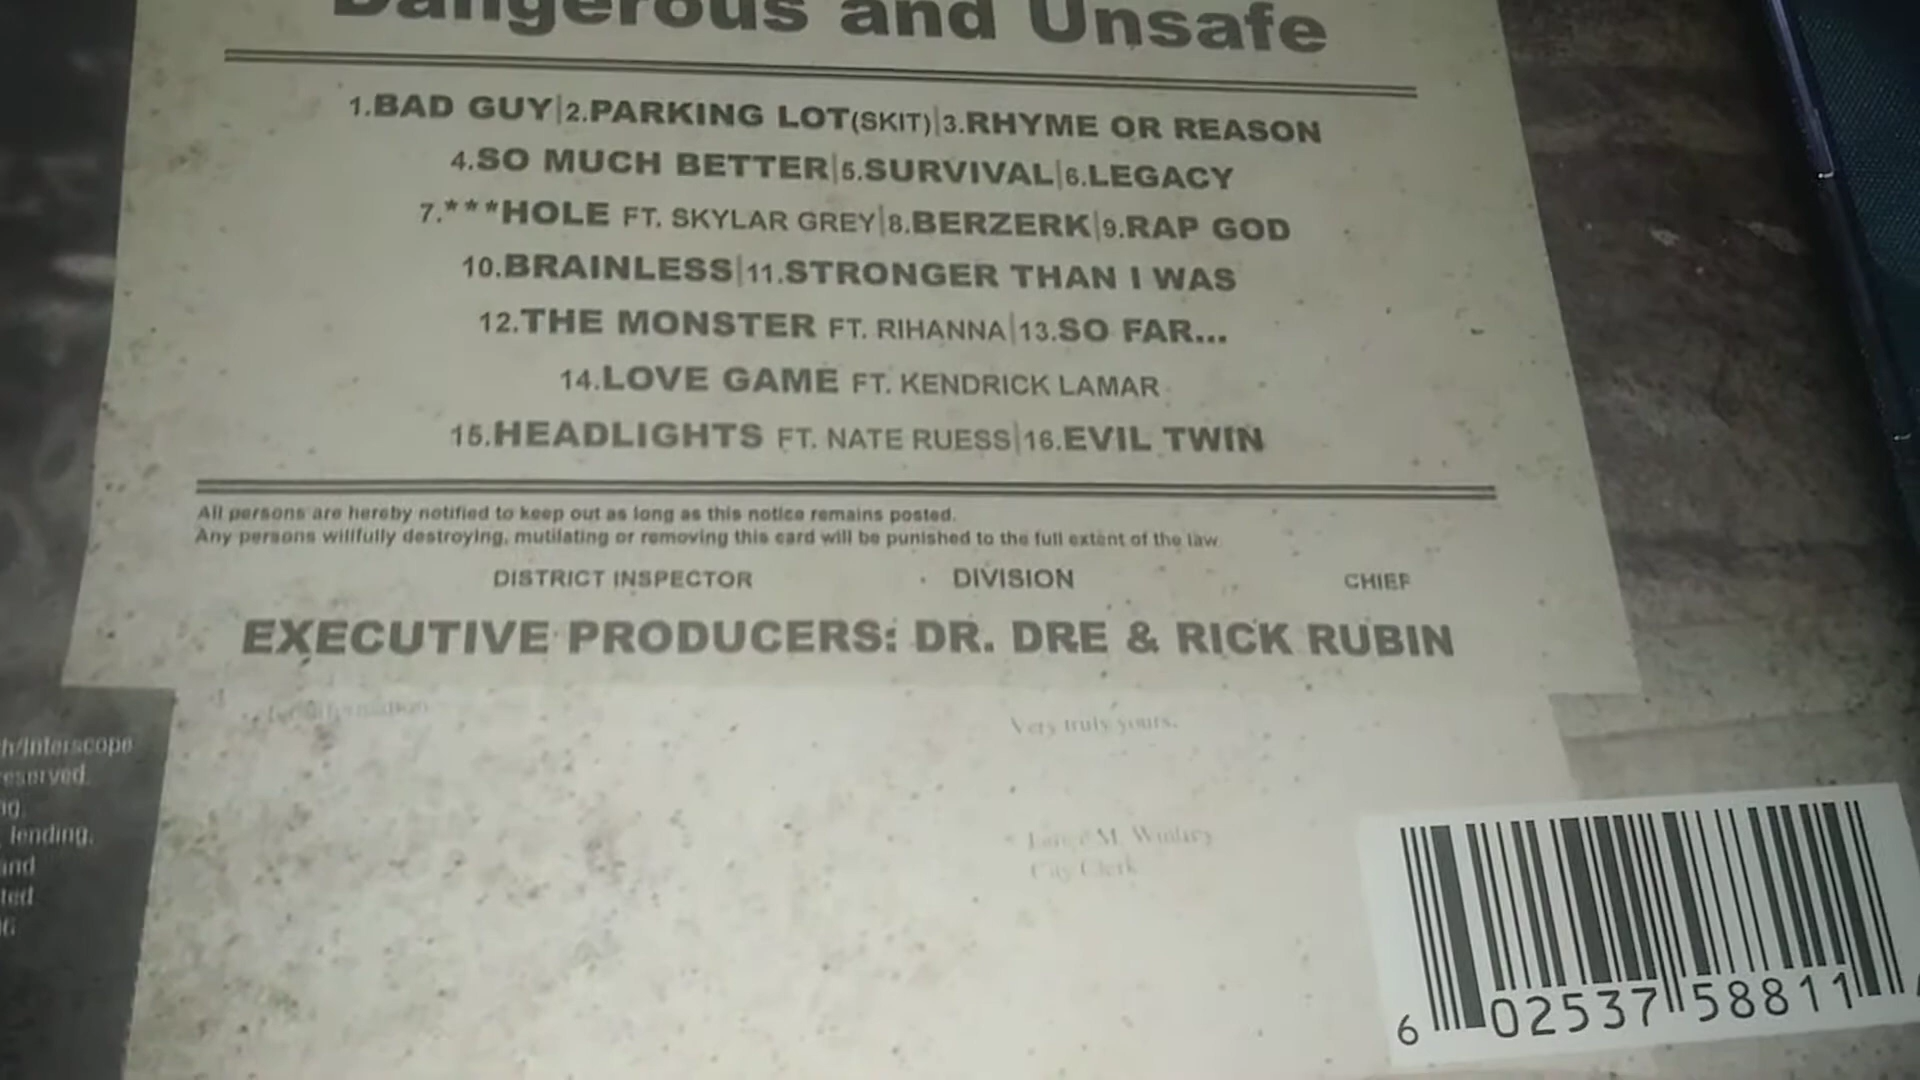 Dangerous and Unsafe
1.BAD GUY|2.PARKING LOT(SKIT)|3.RHYME OR REASON
4.SO MUCH BETTER|5.SURVIVAL|6.LEGACY
7.***HOLE FT. SKYLAR GREY|8.BERZERK|9.RAP GOD
10.BRAINLESS|11.STRONGER THAN I WAS
12.THE MONSTER FT. RIHANNA|13.SO FAR...
14.LOVE GAME FT. KENDRICK LAMAR
15.HEADLIGHTS FT. NATE RUESS|16.EVIL TWIN
All persons are hereby notified to keep out as long as this notice remains posted.
Any persons willfully destroying, mutilating or removing this card will be punished to the full extent of the law
DISTRICT INSPECTOR DIVISION CHIEF
EXECUTIVE PRODUCERS: DR. DRE & RICK RUBIN
Very truly yours,
City Clerk
h/Interscope
eserved.
lending,
and
ted
6 02537 58811